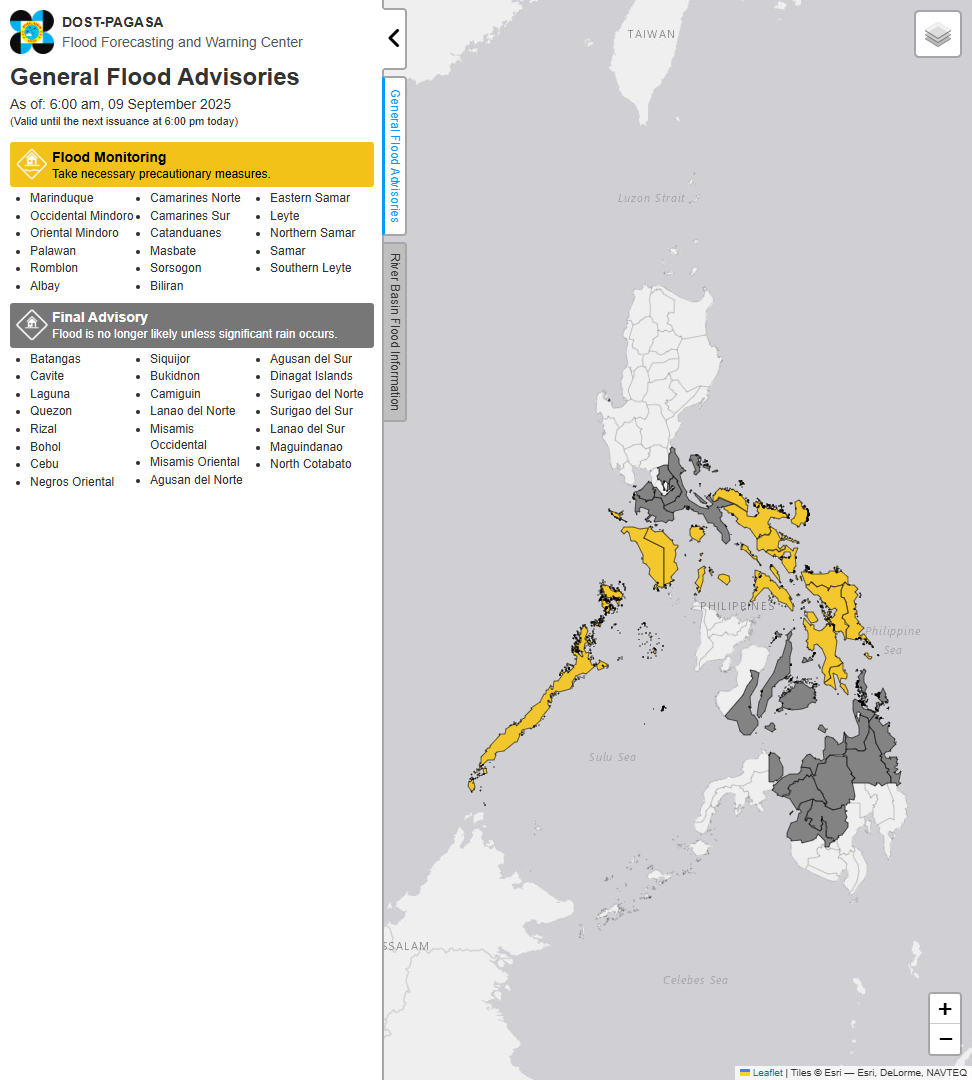 DOST-PAGASA
Flood Forecasting and Warning Center
General Flood Advisories
As of: 6:00 am, 09 September 2025
(Valid until the next issuance at 6:00 pm today)
Flood Monitoring
Take necessary precautionary measures.
Marinduque
Occidental Mindoro
Oriental Mindoro
Palawan
Romblon
Albay
Camarines Norte
Camarines Sur
Catanduanes
Masbate
Sorsogon
Biliran
Eastern Samar
Leyte
Northern Samar
Samar
Southern Leyte
Final Advisory
Flood is no longer likely unless significant rain occurs.
Batangas
Cavite
Laguna
Quezon
Rizal
Bohol
Cebu
Negros Oriental
Siquijor
Bukidnon
Camiguin
Lanao del Norte
Misamis
Occidental
Misamis Oriental
Agusan del Norte
Agusan del Sur
Dinagat Islands
Surigao del Norte
Surigao del Sur
Lanao del Sur
Maguindanao
North Cotabato
General Flood Advisories
River Basin Flood Information
TAIWAN
Luzon Strait
PHILIPPINES
Philippine
Sea
Sulu Sea
SSALAM
Celebes Sea
+
−
Leaflet | Tiles © Esri — Esri, DeLorme, NAVTEQ